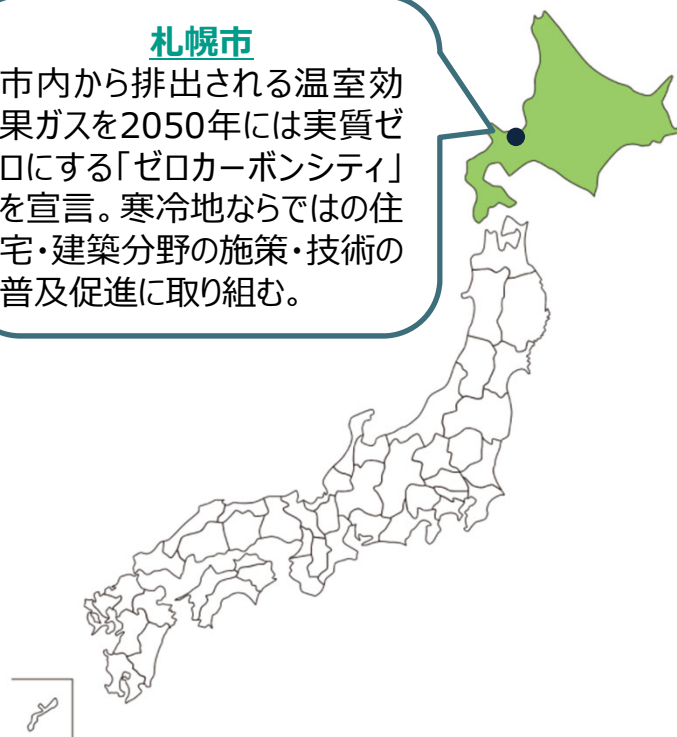 札幌市
市内から排出される温室効
果ガスを2050年には実質ゼ
ロにする「ゼロカーボンシティ」
を宣言。寒冷地ならではの住
宅・建築分野の施策・技術の
普及促進に取り組む。